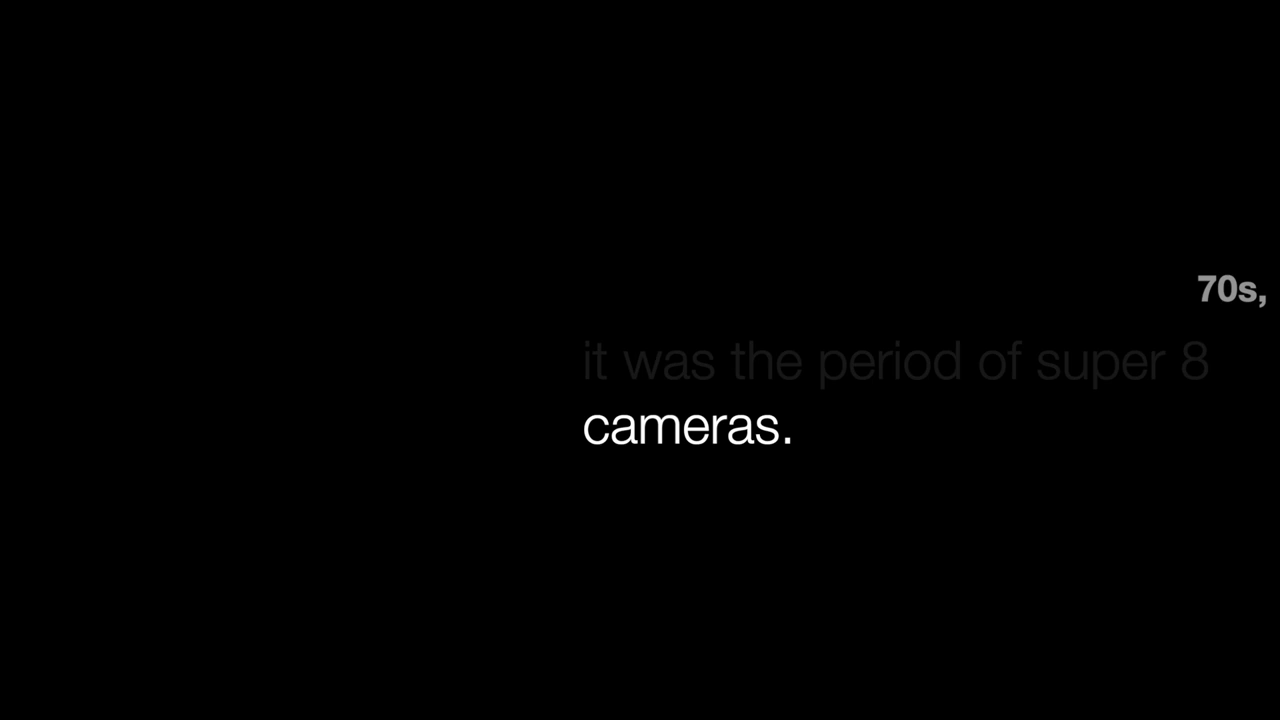 70s,
it was the period of super 8
cameras.